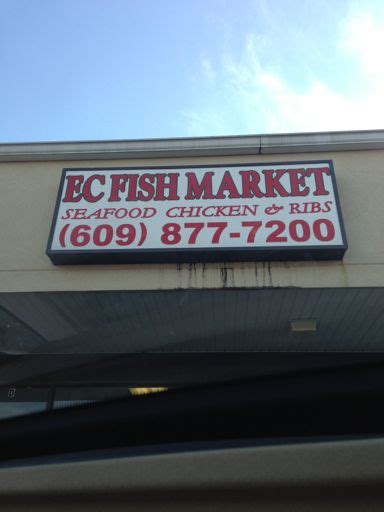 EC FISH MARKET
SEAFOOD CHICKEN & RIBS
(609) 877-7200